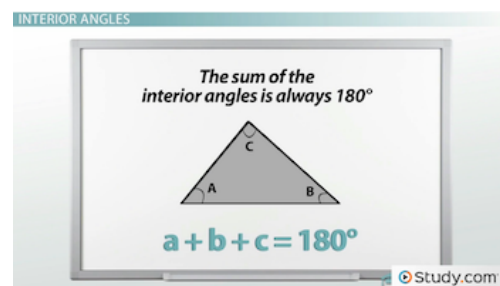 INTERIOR ANGLES
The sum of the
interior angles is always 180°
C
A
B
a+b+c=180°
Study.com